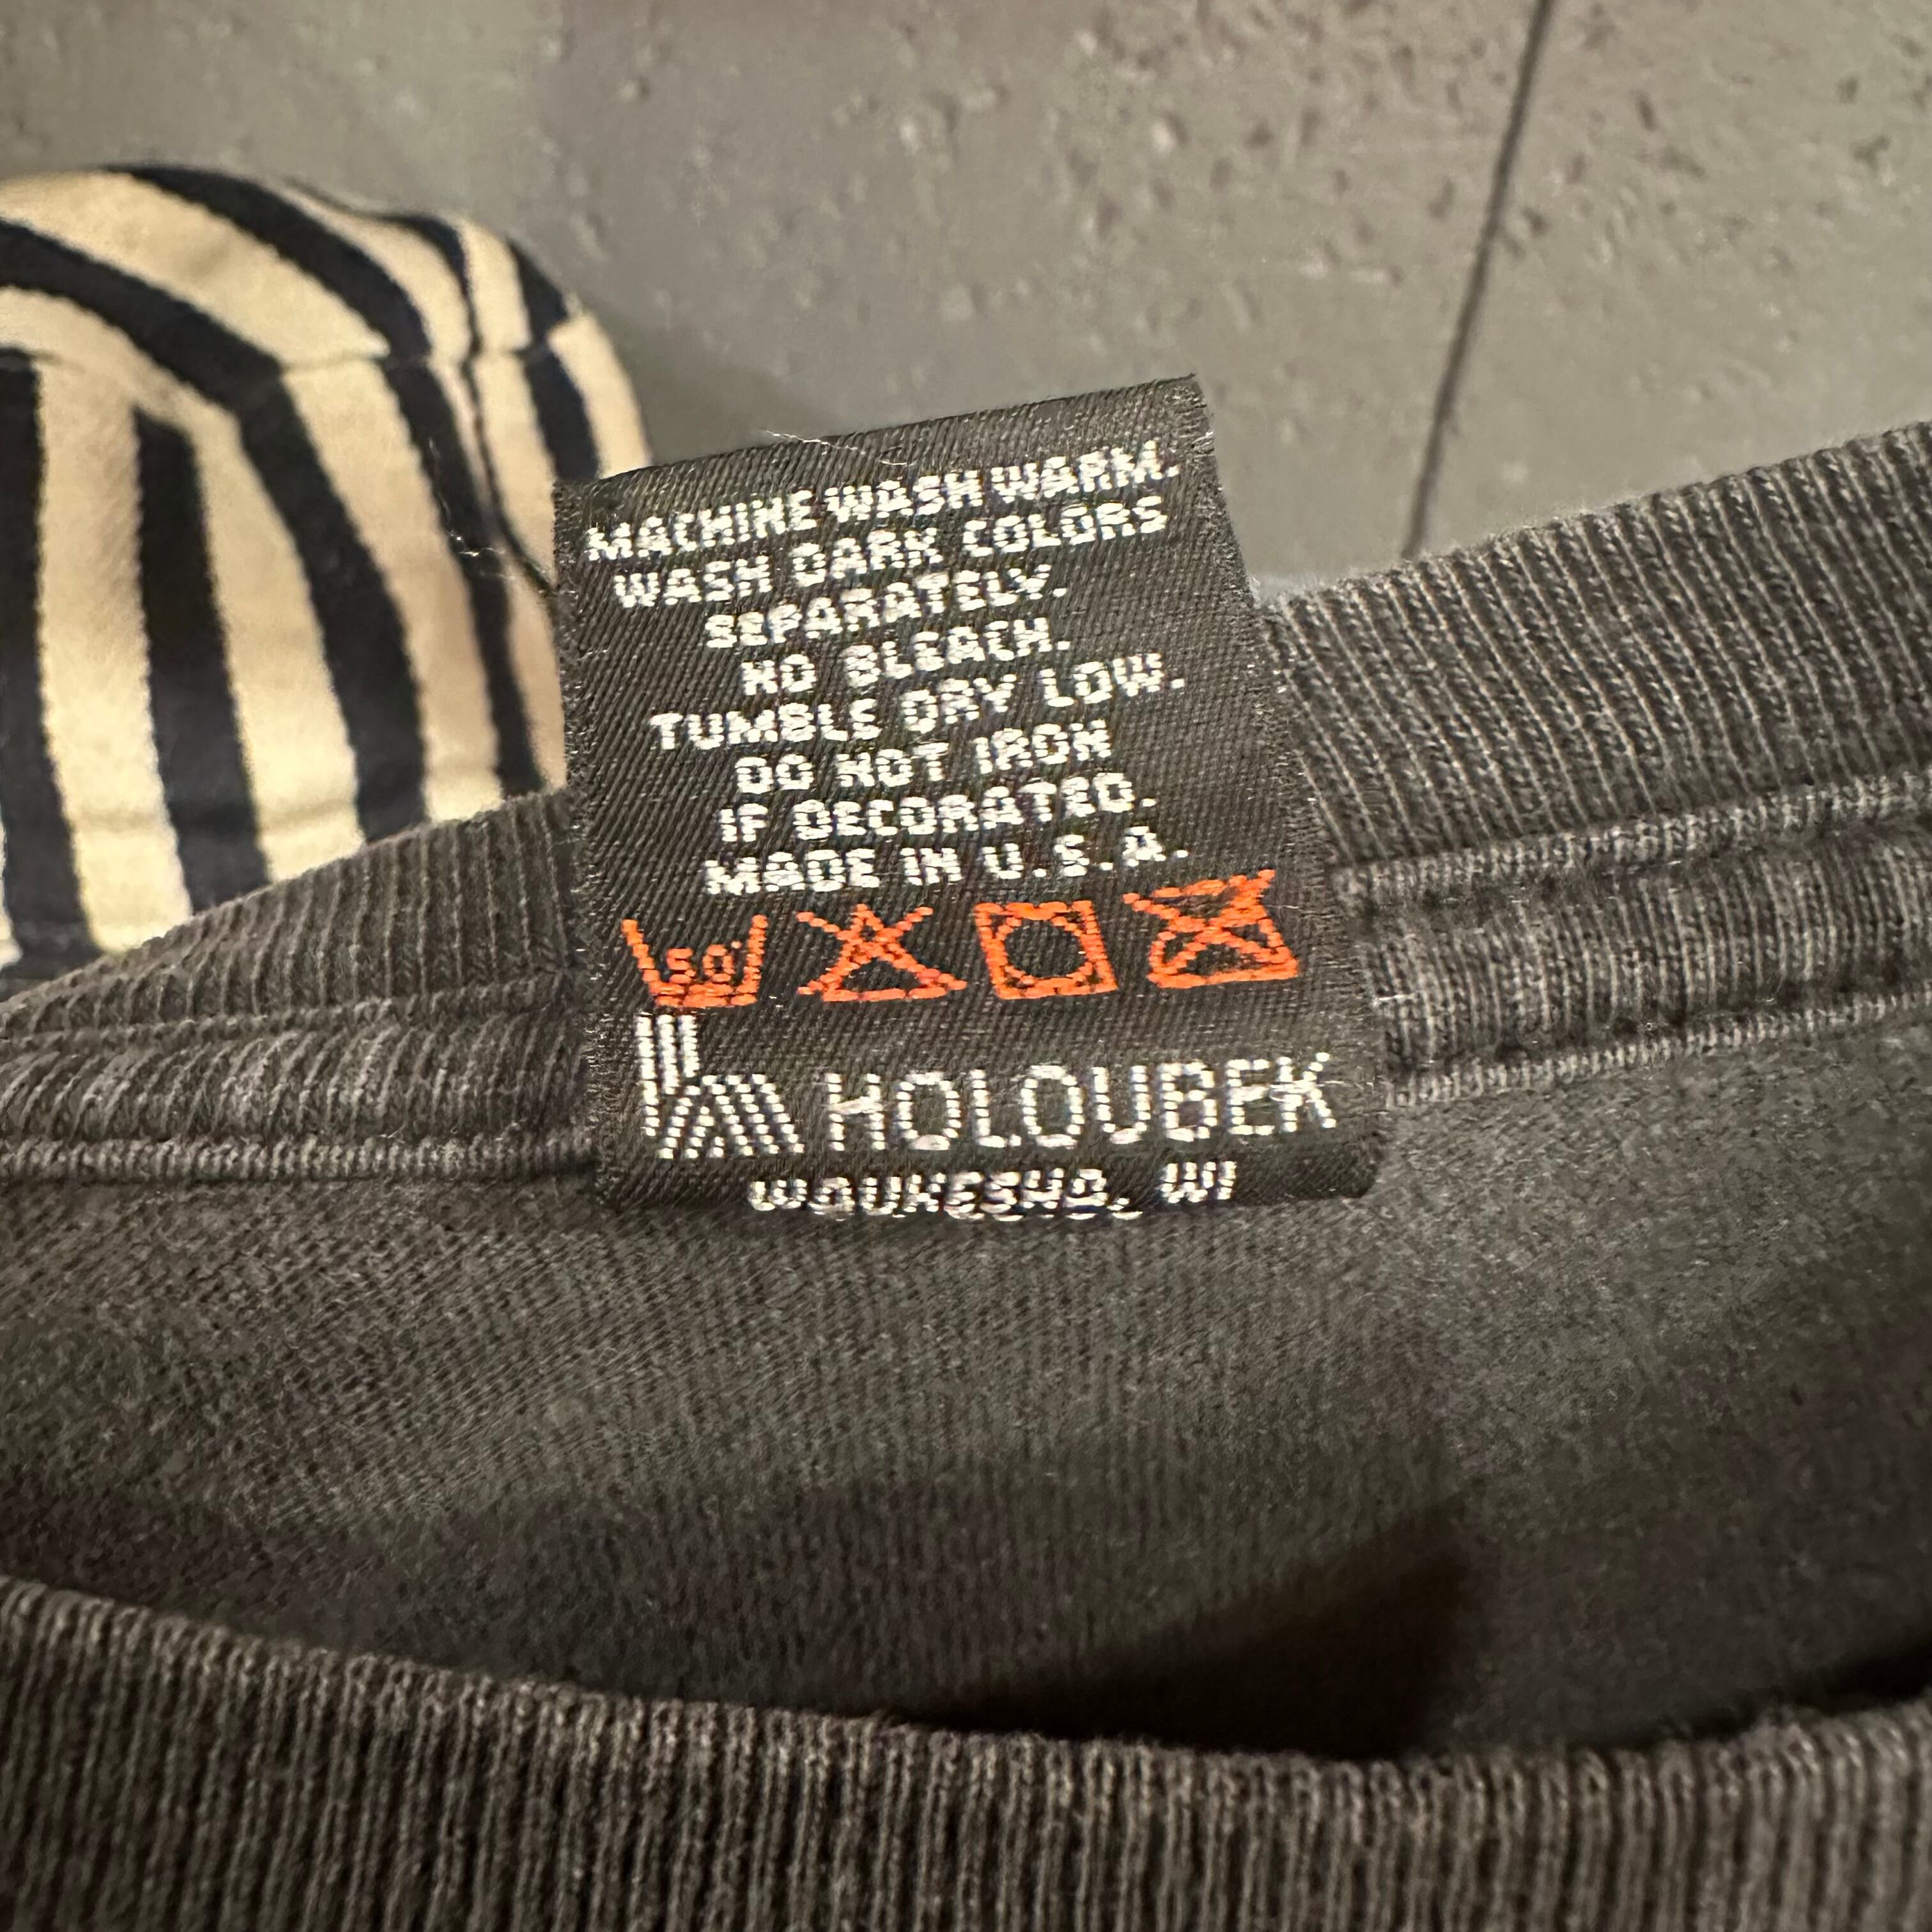 MACHINE WASH WARM.
WASH DARK COLORS
SEPARATELY.
NO BLEACH.
TUMBLE DRY LOW.
DO NOT IRON
IF DECORATED.
MADE IN U.S.A.
50°
HOLOUBEK
WAUKESHA, WI